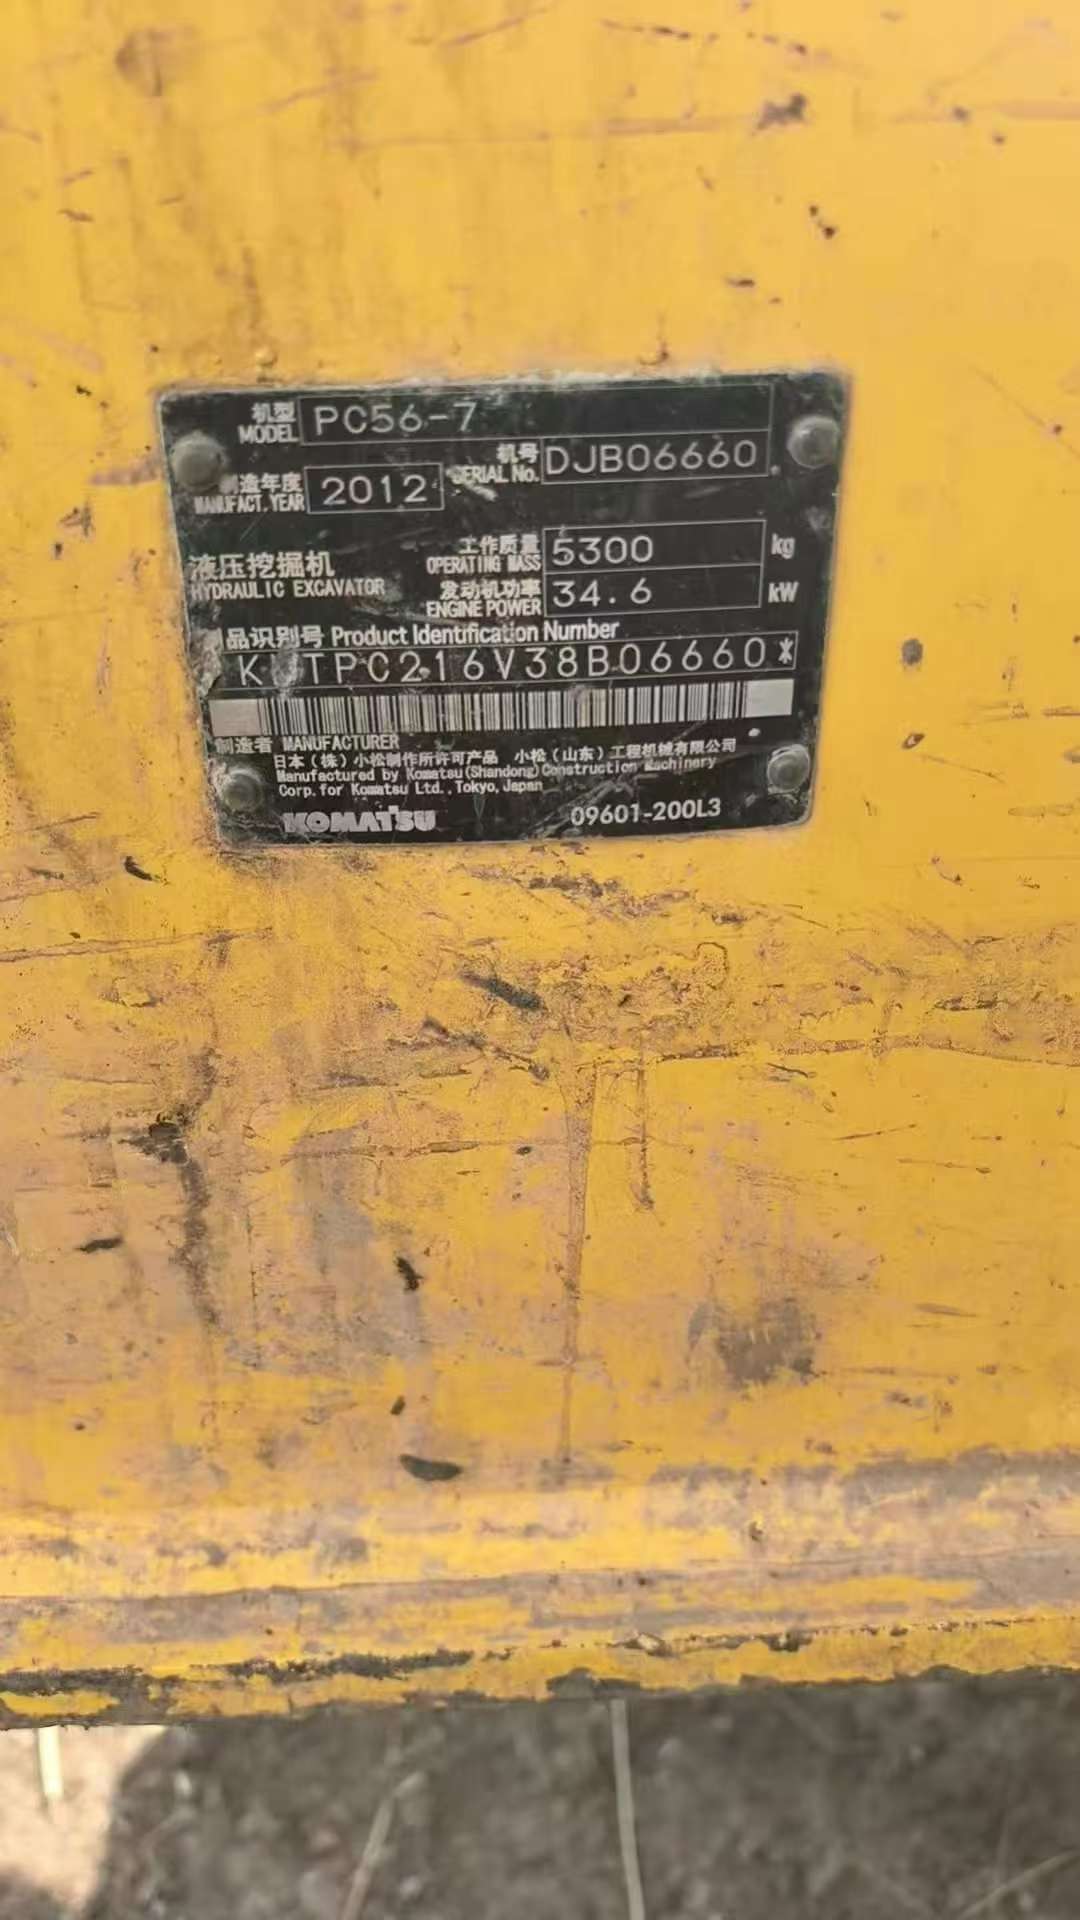 机型 MODEL PC56-7
机号 SERIAL No. DJB06660
制造年度 MANUFACT. YEAR 2012
工作质量 OPERATING MASS 5300 kg
液压挖掘机 HYDRAULIC EXCAVATOR
发动机功率 ENGINE POWER 34.6 kW
产品识别号 Product Identification Number
TPC216V38B06660*
制造者 MANUFACTURER
日本(株)小松制作所许可产品 小松(山东)工程机械有限公司
Manufactured by Komatsu(Shandong)Construction Machinery
Corp. for Komatsu Ltd., Tokyo, Japan
KOMATSU 09601-200L3